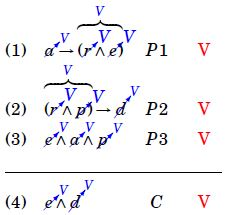 V
V V V V
(1) a → (r ∧ e) P1 V
V
V V V V
(2) (r ∧ p) → d P2 V
V V V
(3) e ∧ a ∧ p P3 V
V V
(4) e ∧ d C V